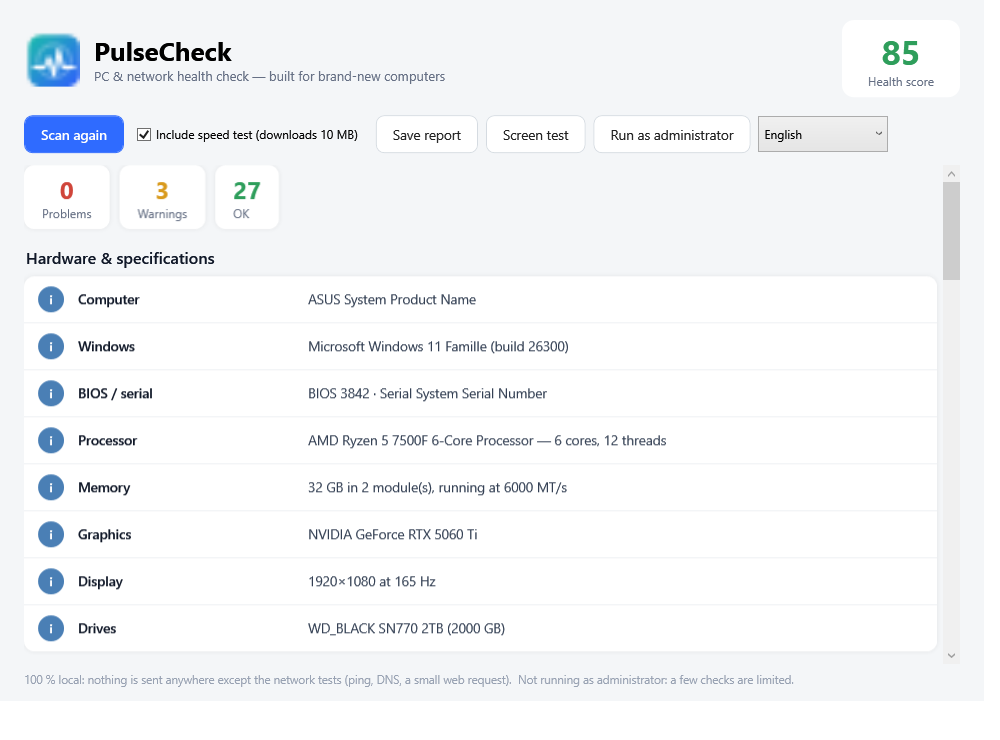 PulseCheck
PC & network health check — built for brand-new computers
85
Health score
Scan again
Include speed test (downloads 10 MB)
Save report
Screen test
Run as administrator
English
0
Problems
3
Warnings
27
OK
Hardware & specifications
i Computer ASUS System Product Name
i Windows Microsoft Windows 11 Famille (build 26300)
i BIOS / serial BIOS 3842 · Serial System Serial Number
i Processor AMD Ryzen 5 7500F 6-Core Processor — 6 cores, 12 threads
i Memory 32 GB in 2 module(s), running at 6000 MT/s
i Graphics NVIDIA GeForce RTX 5060 Ti
i Display 1920×1080 at 165 Hz
i Drives WD_BLACK SN770 2TB (2000 GB)
100 % local: nothing is sent anywhere except the network tests (ping, DNS, a small web request). Not running as administrator: a few checks are limited.